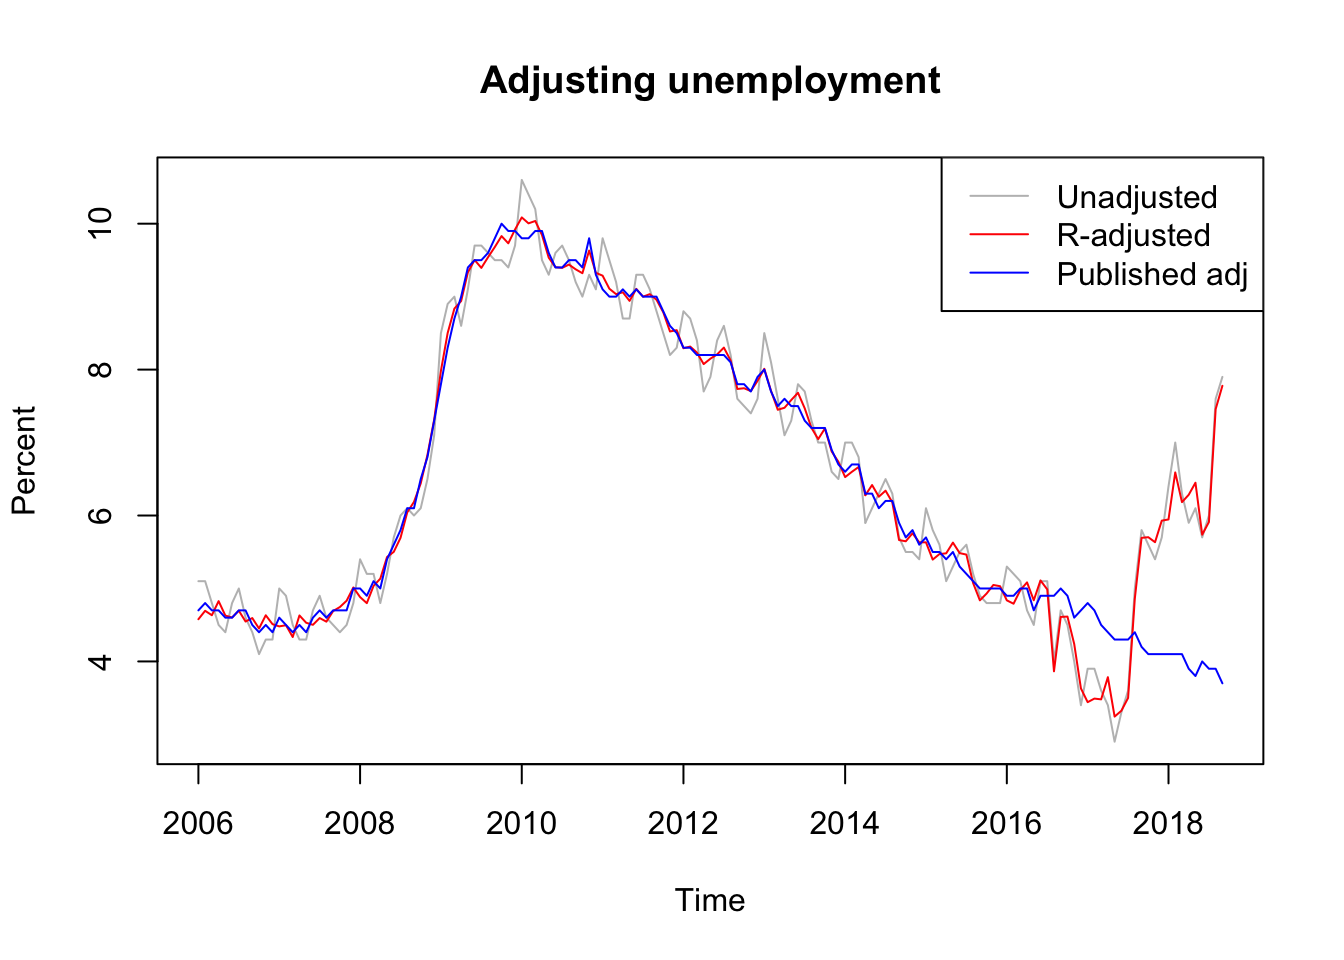 Adjusting unemployment
Unadjusted
R-adjusted
Published adj
10
8
6
4
Percent
2006 2008 2010 2012 2014 2016 2018
Time